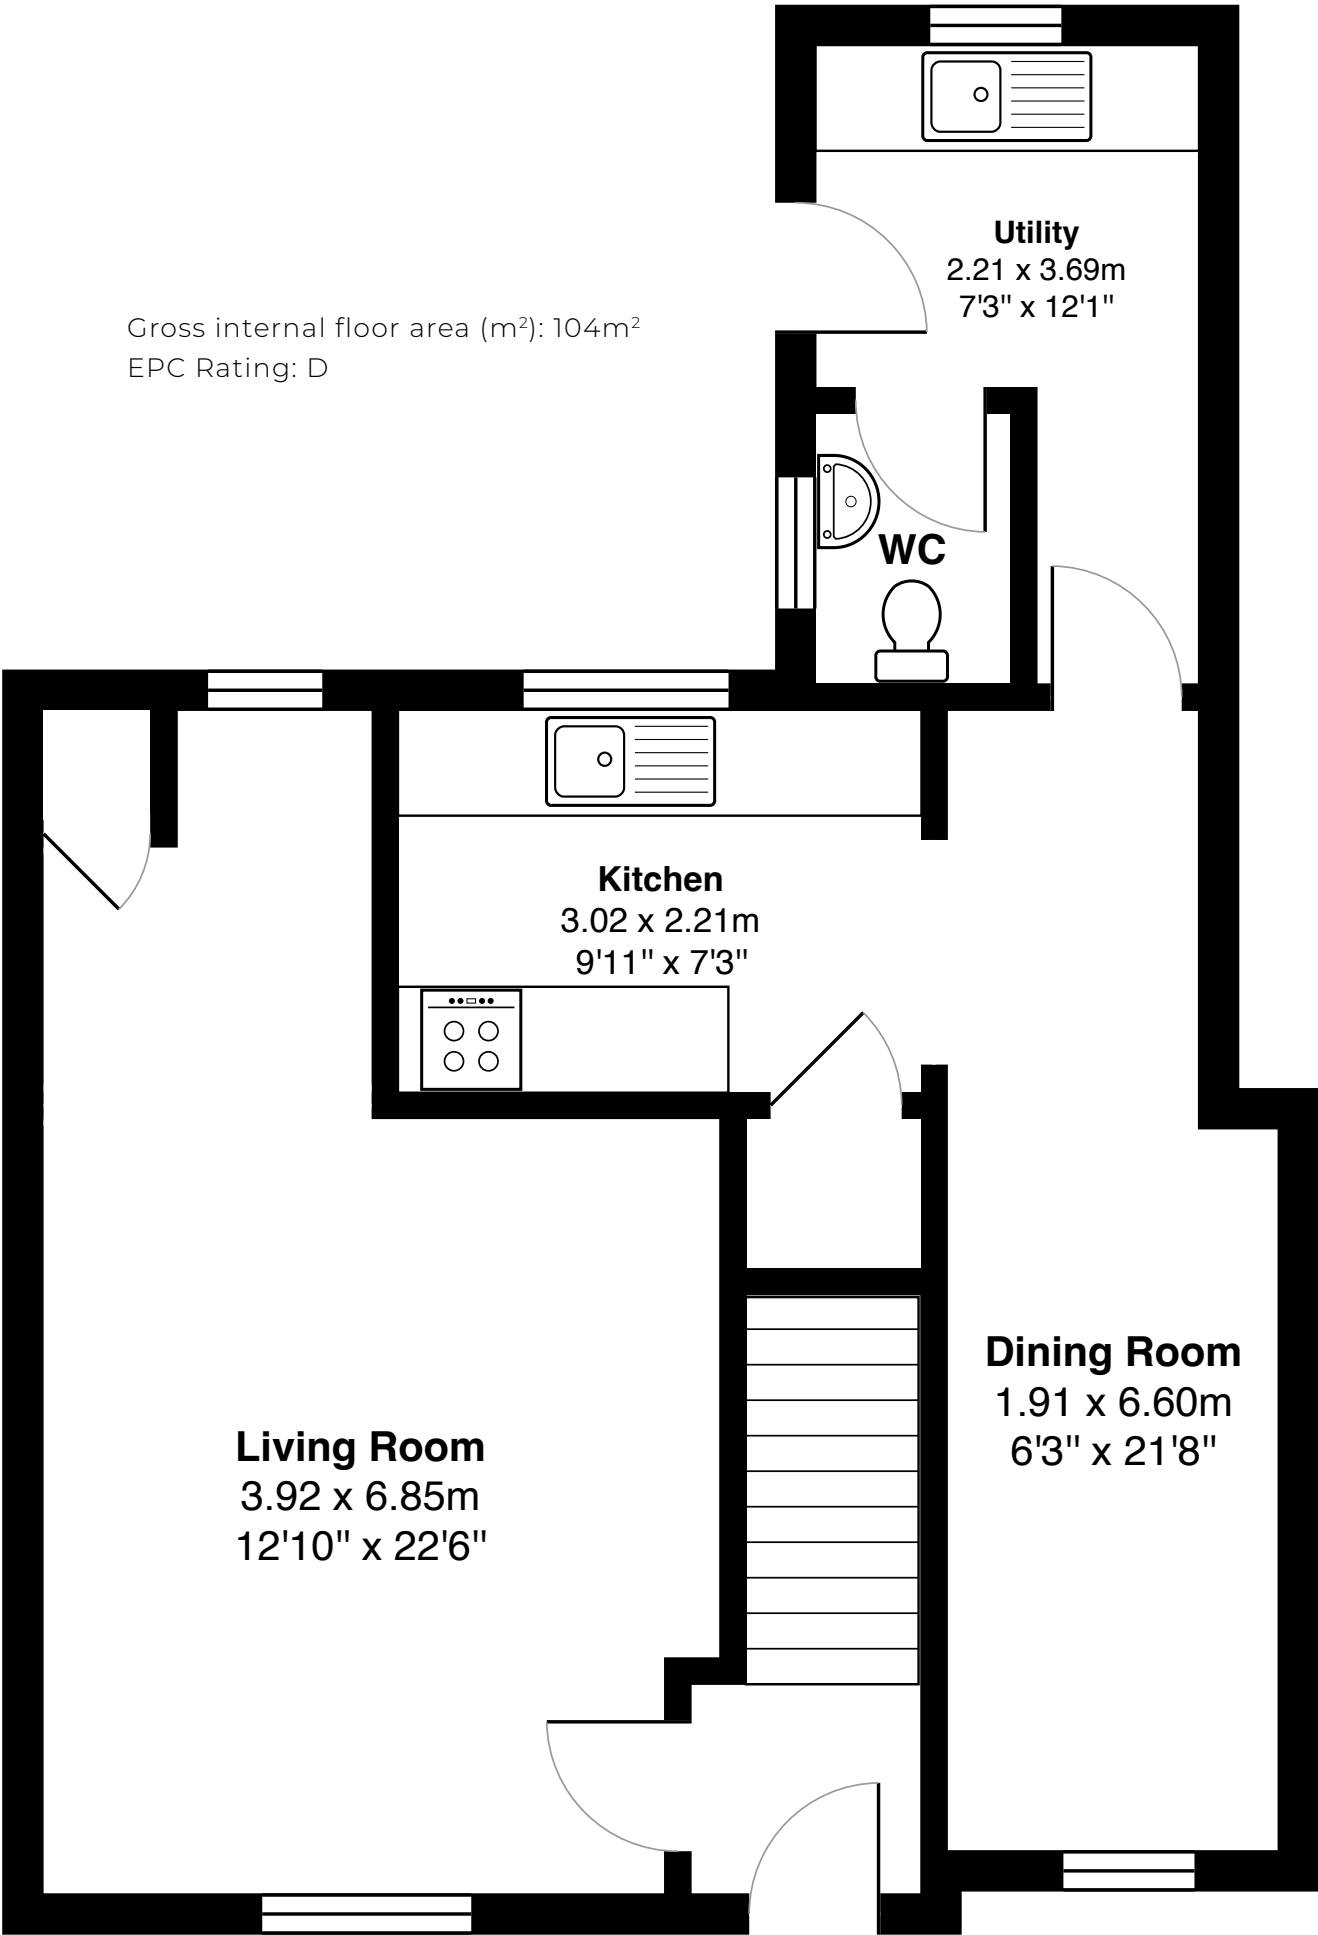 Utility
2.21 x 3.69m
7'3" x 12'1"
Gross internal floor area (m²): 104m²
EPC Rating: D
WC
Kitchen
3.02 x 2.21m
9'11" x 7'3"
Dining Room
1.91 x 6.60m
6'3" x 21'8"
Living Room
3.92 x 6.85m
12'10" x 22'6"